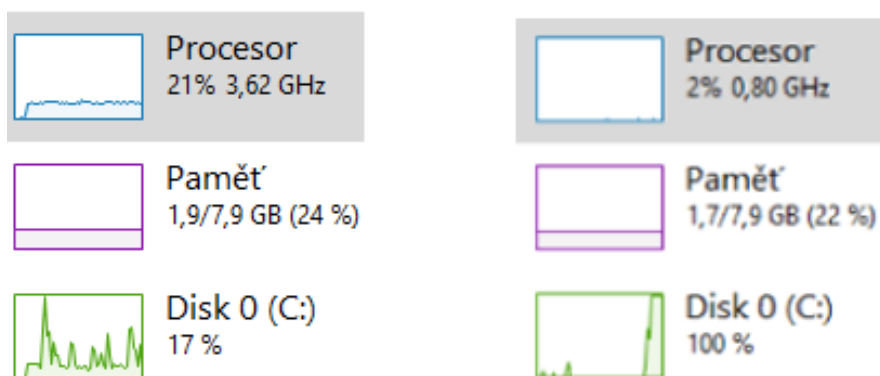 Procesor
21% 3,62 GHz
Paměť
1,9/7,9 GB (24 %)
Disk 0 (C:)
17 %
Procesor
2% 0,80 GHz
Paměť
1,7/7,9 GB (22 %)
Disk 0 (C:)
100 %